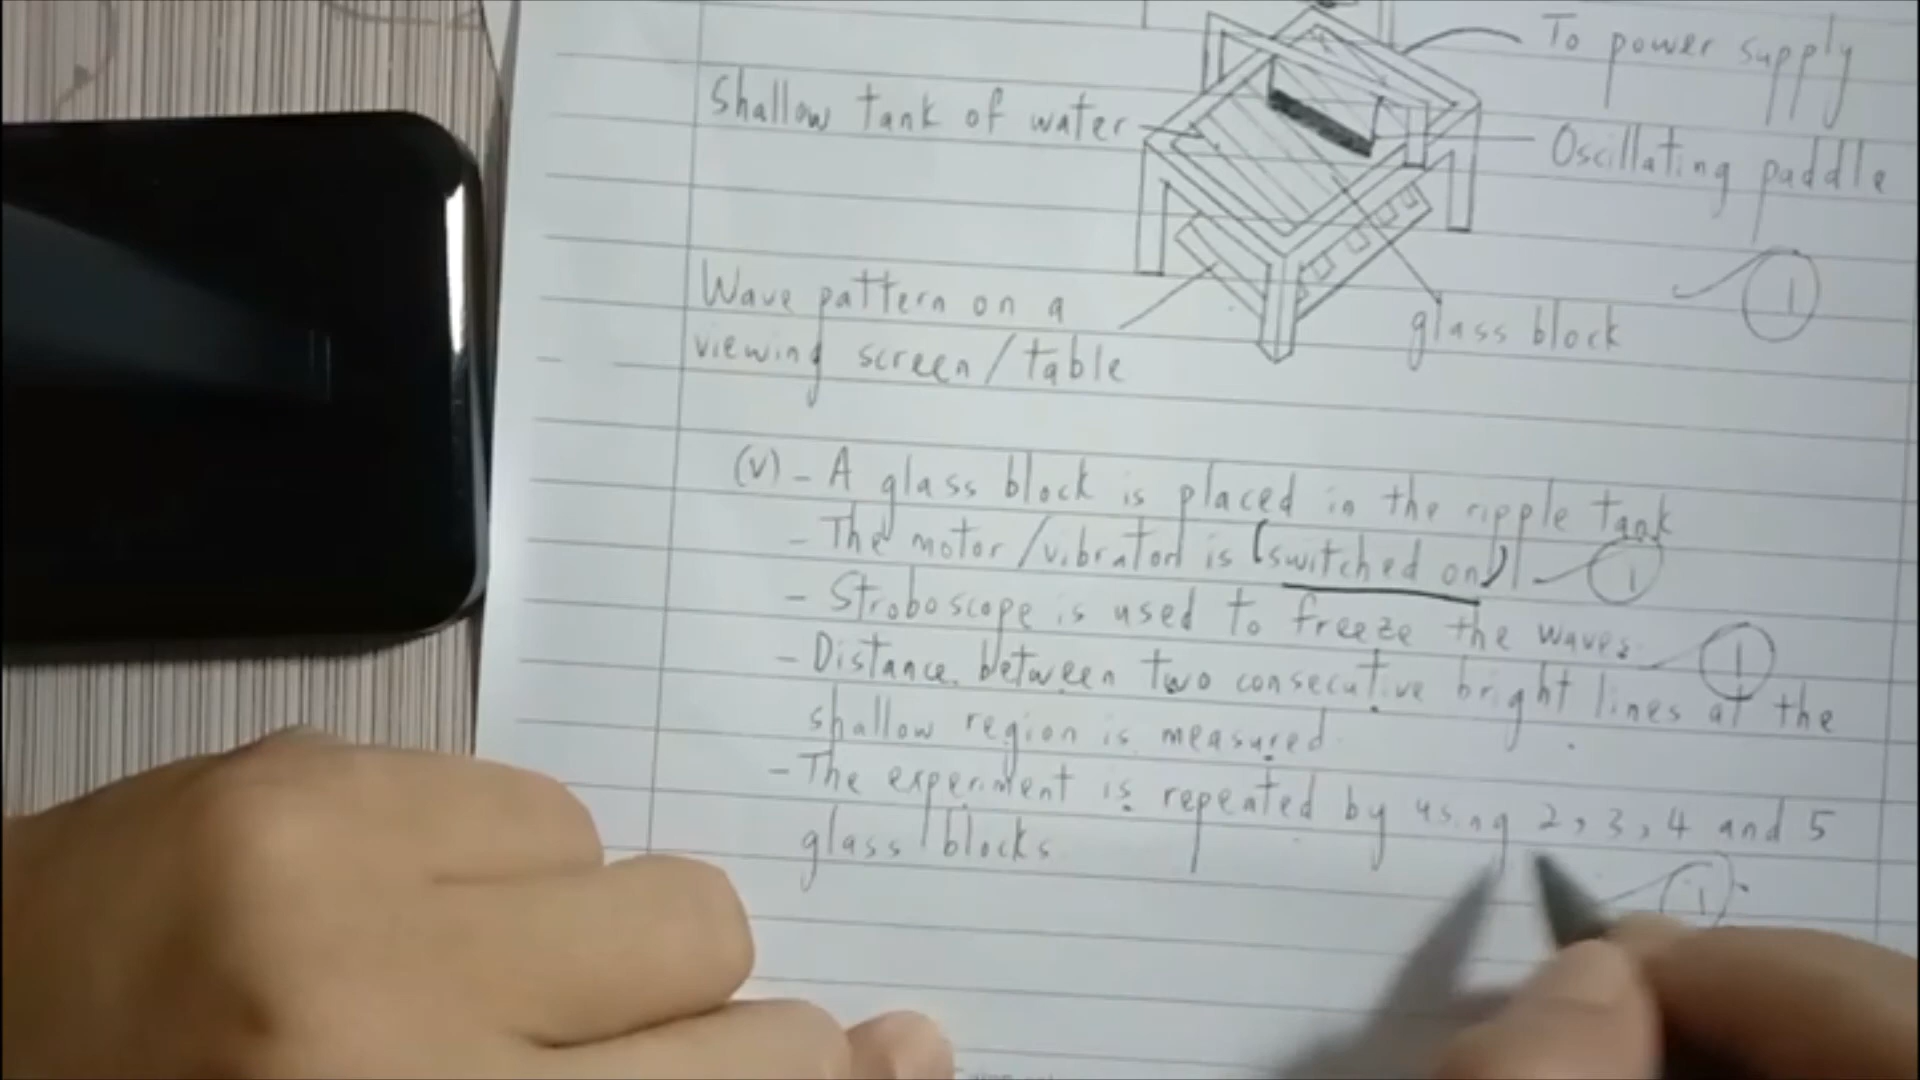 To power supply
Shallow tank of water
Oscillating paddle
Wave pattern on a
viewing screen/table
glass block
1
(v) - A glass block is placed in the ripple tank
- The motor/vibrator is (switched on)
1
- Stroboscope is used to freeze the waves.
1
- Distance between two consecutive bright lines at the
shallow region is measured.
- The experiment is repeated by using 2, 3, 4 and 5
glass blocks
1